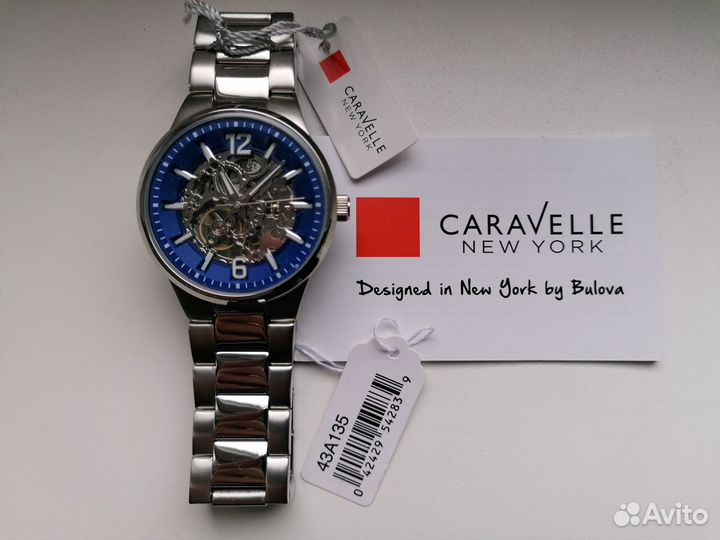 12
6
CARAVELLE
NEW YORK
CARAVELLE
NEW YORK
Designed in New York by Bulova
43A135
0 42429 54283 9
Avito